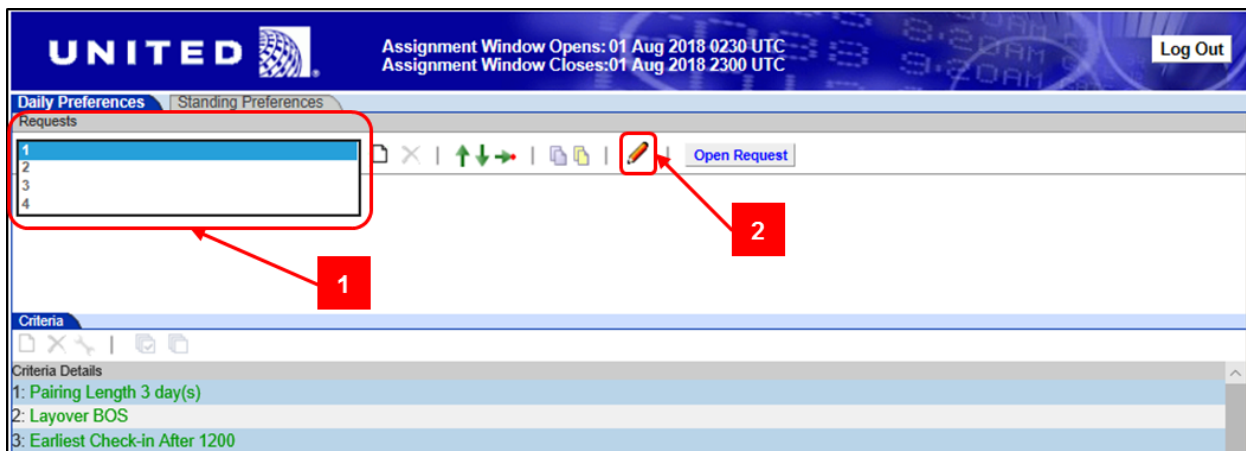 UNITED
Assignment Window Opens: 01 Aug 2018 0230 UTC
Assignment Window Closes:01 Aug 2018 2300 UTC
Log Out
Daily Preferences
Standing Preferences
Requests
1
2
3
4
Open Request
2
1
Criteria
Criteria Details
1: Pairing Length 3 day(s)
2: Layover BOS
3: Earliest Check-in After 1200